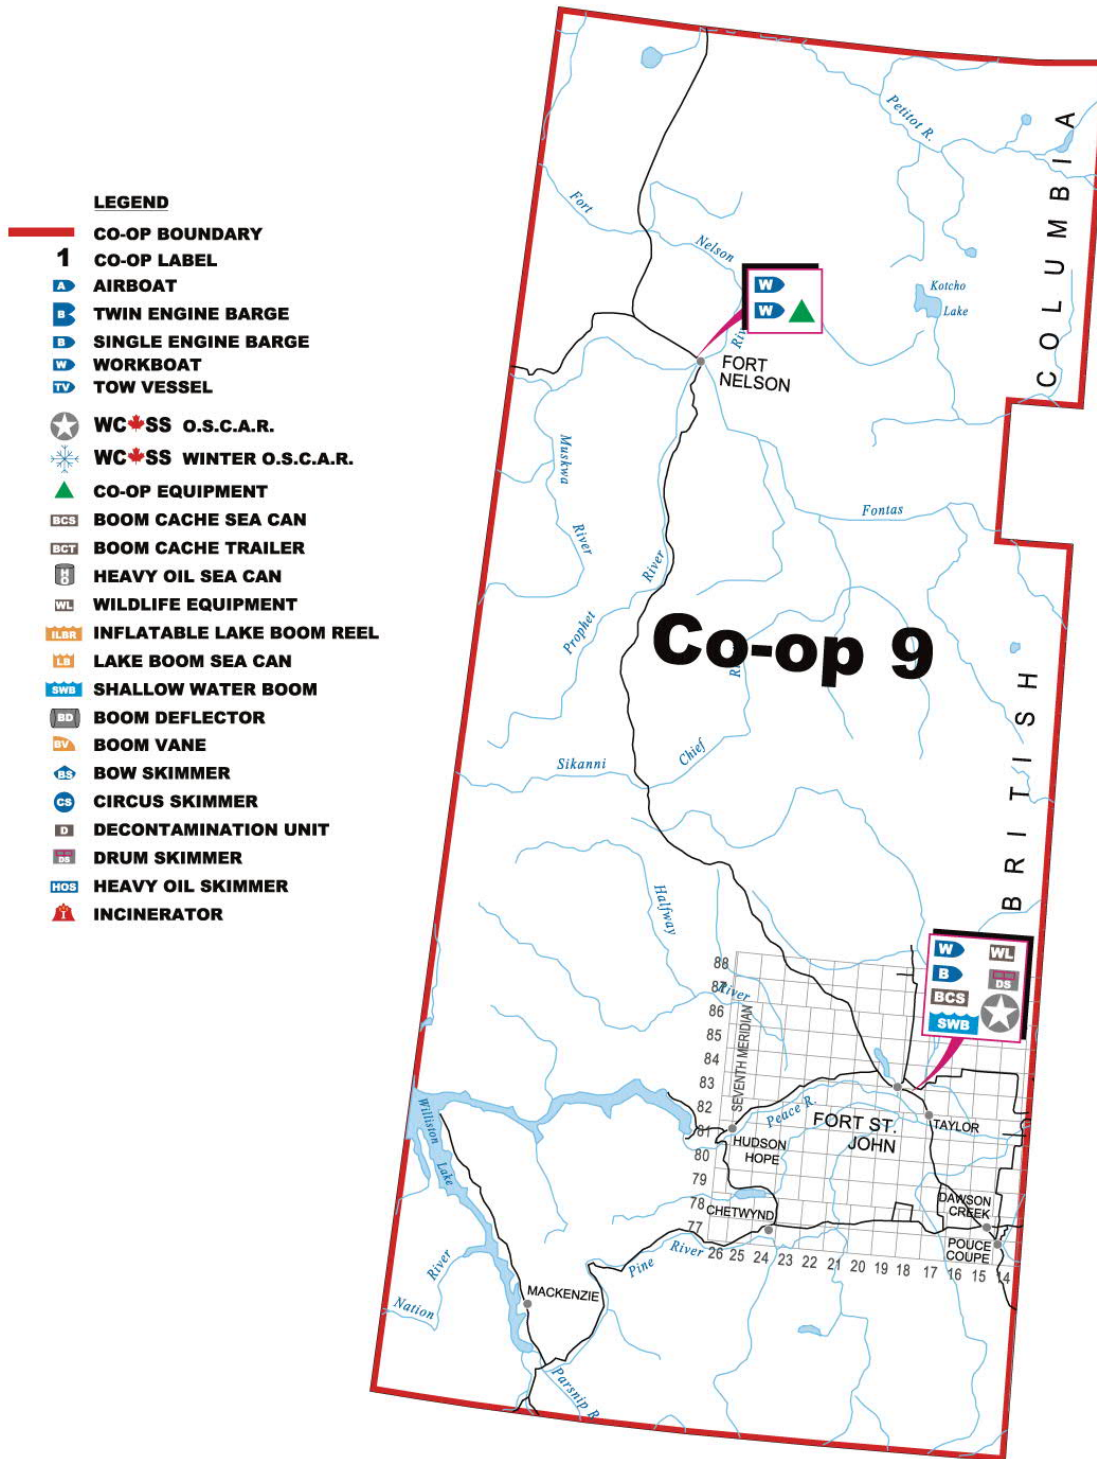 LEGEND
CO-OP BOUNDARY
1 CO-OP LABEL
A AIRBOAT
B TWIN ENGINE BARGE
B SINGLE ENGINE BARGE
W WORKBOAT
TV TOW VESSEL
WC SS O.S.C.A.R.
WC SS WINTER O.S.C.A.R.
CO-OP EQUIPMENT
BCS BOOM CACHE SEA CAN
BCT BOOM CACHE TRAILER
HO HEAVY OIL SEA CAN
WL WILDLIFE EQUIPMENT
ILBR INFLATABLE LAKE BOOM REEL
LB LAKE BOOM SEA CAN
SWB SHALLOW WATER BOOM
BD BOOM DEFLECTOR
BV BOOM VANE
BS BOW SKIMMER
CS CIRCUS SKIMMER
D DECONTAMINATION UNIT
DS DRUM SKIMMER
HOS HEAVY OIL SKIMMER
I INCINERATOR
Petitot R.
COLUMBIA
Fort
Nelson
W
W
Kotcho
Lake
FORT
NELSON
Muskwa
River
Fontas
River
Prophet
Co-op 9
BRITISH
Sikanni
Chief
Halfway
River
W WL
B DS
BCS
SWB
88
87
86
85
84
83
82
81
80
79
78
77
SEVENTH MERIDIAN
Peace R.
FORT ST.
JOHN
TAYLOR
HUDSON
HOPE
Williston
Lake
CHETWYND
DAWSON
CREEK
POUCE
COUPE
26 25 24 23 22 21 20 19 18 17 16 15 14
Pine
River
MACKENZIE
Nation
River
Parsnip R.